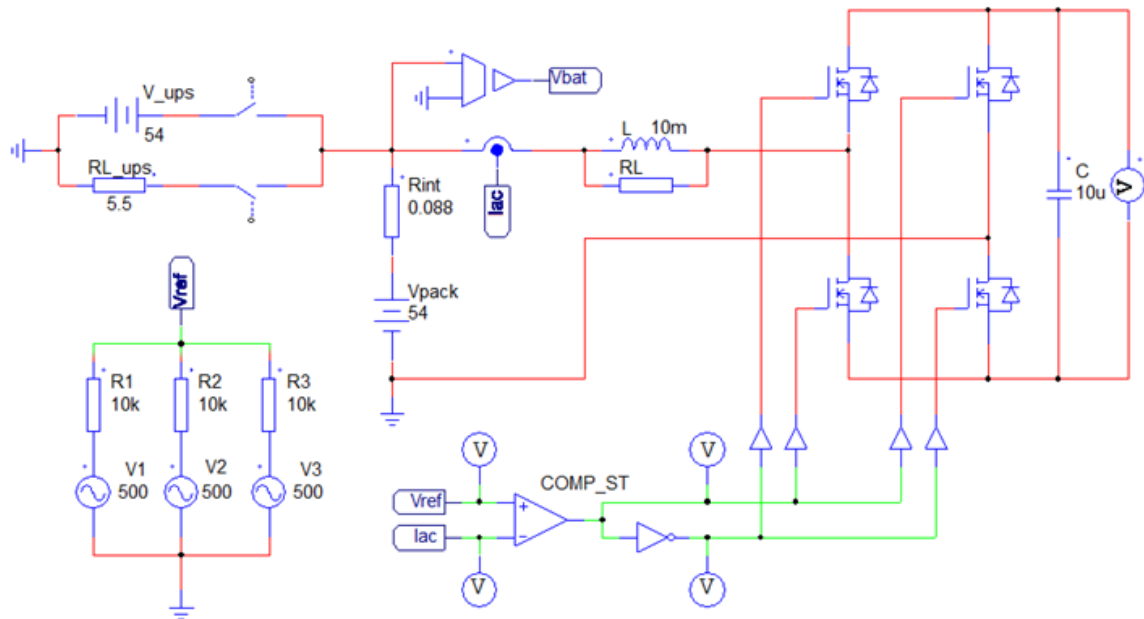 V_ups
54
RL_ups
5.5
Vbat
L 10m
RL
Iac
Rint
0.088
Vpack
54
C
10u
V
Vref
R1
10k
R2
10k
R3
10k
V1
500
V2
500
V3
500
V
V
COMP_ST
Vref
Iac
V
V